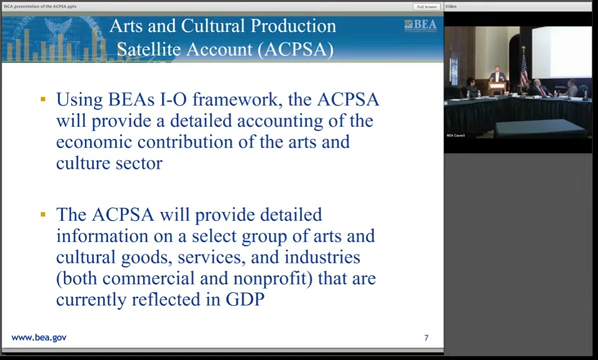 NCA presentation of the ACPSA.pptx
Full Screen
Video
Arts and Cultural Production
Satellite Account (ACPSA)
BEA
Using BEAs I-O framework, the ACPSA
will provide a detailed accounting of the
economic contribution of the arts and
culture sector
The ACPSA will provide detailed
information on a select group of arts and
cultural goods, services, and industries
(both commercial and nonprofit) that are
currently reflected in GDP
www.bea.gov
7
NEA Council